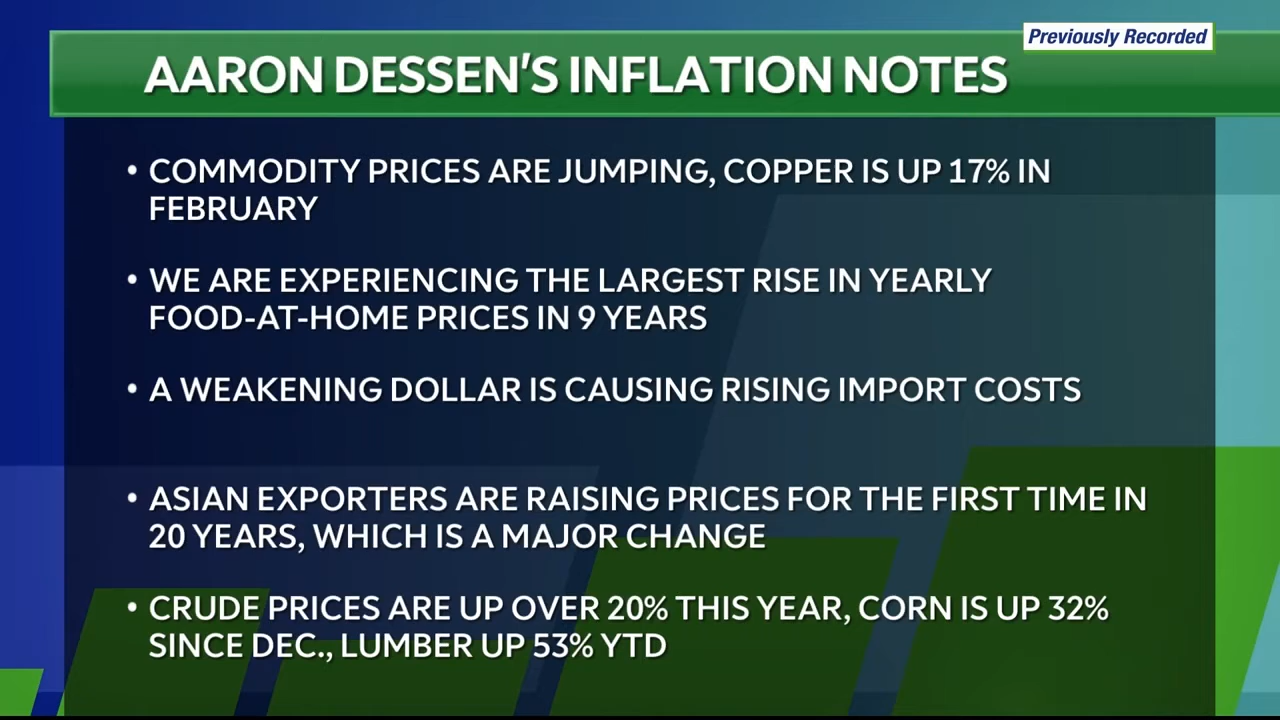 Previously Recorded
AARON DESSEN'S INFLATION NOTES
• COMMODITY PRICES ARE JUMPING, COPPER IS UP 17% IN
FEBRUARY
• WE ARE EXPERIENCING THE LARGEST RISE IN YEARLY
FOOD-AT-HOME PRICES IN 9 YEARS
• A WEAKENING DOLLAR IS CAUSING RISING IMPORT COSTS
• ASIAN EXPORTERS ARE RAISING PRICES FOR THE FIRST TIME IN
20 YEARS, WHICH IS A MAJOR CHANGE
• CRUDE PRICES ARE UP OVER 20% THIS YEAR, CORN IS UP 32%
SINCE DEC., LUMBER UP 53% YTD